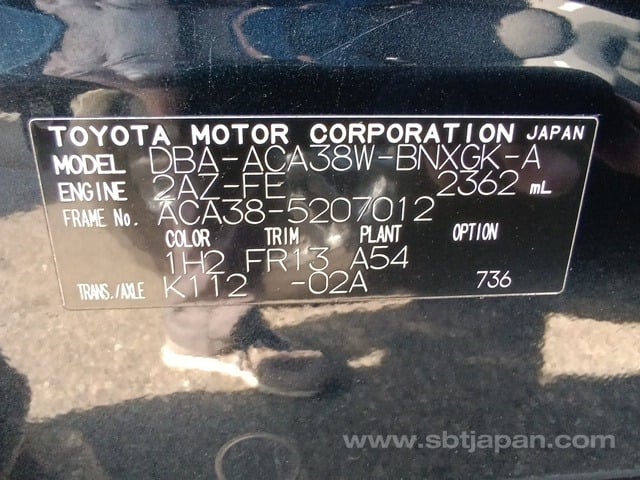 TOYOTA MOTOR CORPORATION JAPAN
MODEL DBA-ACA38W-BNXGK-A
ENGINE 2AZ-FE 2362 mL
FRAME No. ACA38-5207012
COLOR TRIM PLANT OPTION
1H2 FR13 A54
TRANS./AXLE K112 -02A 736
www.sbtjapan.com